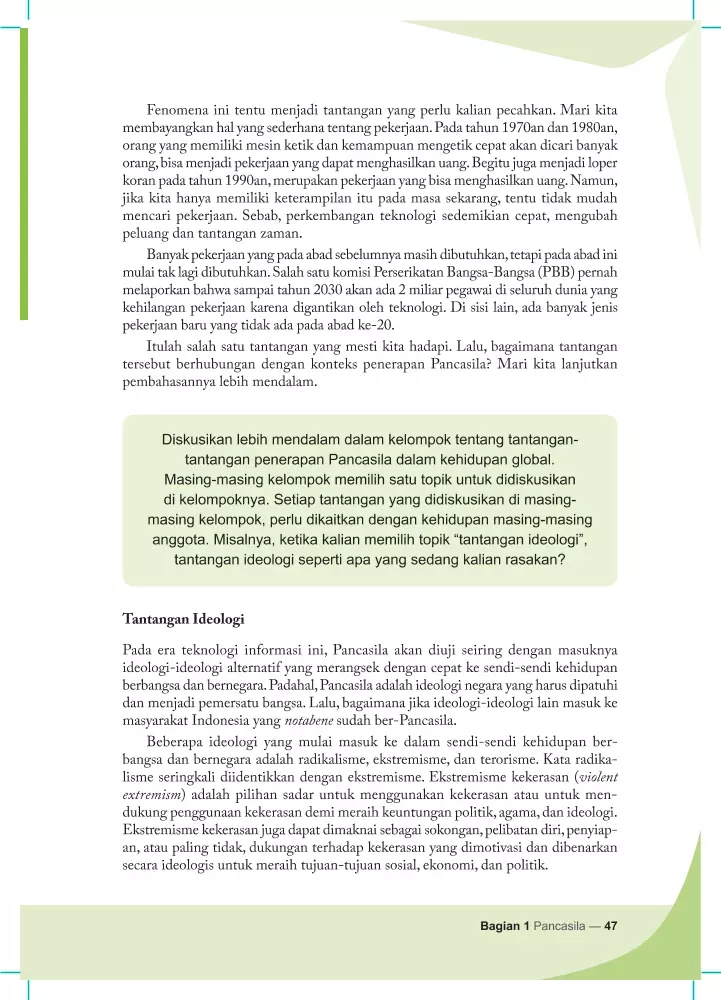 Fenomena ini tentu menjadi tantangan yang perlu kalian pecahkan. Mari kita
membayangkan hal yang sederhana tentang pekerjaan. Pada tahun 1970an dan 1980an,
orang yang memiliki mesin ketik dan kemampuan mengetik cepat akan dicari banyak
orang, bisa menjadi pekerjaan yang dapat menghasilkan uang. Begitu juga menjadi loper
koran pada tahun 1990an, merupakan pekerjaan yang bisa menghasilkan uang. Namun,
jika kita hanya memiliki keterampilan itu pada masa sekarang, tentu tidak mudah
mencari pekerjaan. Sebab, perkembangan teknologi sedemikian cepat, mengubah
peluang dan tantangan zaman.
Banyak pekerjaan yang pada abad sebelumnya masih dibutuhkan, tetapi pada abad ini
mulai tak lagi dibutuhkan. Salah satu komisi Perserikatan Bangsa-Bangsa (PBB) pernah
melaporkan bahwa sampai tahun 2030 akan ada 2 miliar pegawai di seluruh dunia yang
kehilangan pekerjaan karena digantikan oleh teknologi. Di sisi lain, ada banyak jenis
pekerjaan baru yang tidak ada pada abad ke-20.
Itulah salah satu tantangan yang mesti kita hadapi. Lalu, bagaimana tantangan
tersebut berhubungan dengan konteks penerapan Pancasila? Mari kita lanjutkan
pembahasannya lebih mendalam.
Diskusikan lebih mendalam dalam kelompok tentang tantangan-
tantangan penerapan Pancasila dalam kehidupan global.
Masing-masing kelompok memilih satu topik untuk didiskusikan
di kelompoknya. Setiap tantangan yang didiskusikan di masing-
masing kelompok, perlu dikaitkan dengan kehidupan masing-masing
anggota. Misalnya, ketika kalian memilih topik “tantangan ideologi”,
tantangan ideologi seperti apa yang sedang kalian rasakan?
Tantangan Ideologi
Pada era teknologi informasi ini, Pancasila akan diuji seiring dengan masuknya
ideologi-ideologi alternatif yang merangsek dengan cepat ke sendi-sendi kehidupan
berbangsa dan bernegara. Padahal, Pancasila adalah ideologi negara yang harus dipatuhi
dan menjadi pemersatu bangsa. Lalu, bagaimana jika ideologi-ideologi lain masuk ke
masyarakat Indonesia yang notabene sudah ber-Pancasila.
Beberapa ideologi yang mulai masuk ke dalam sendi-sendi kehidupan ber-
bangsa dan bernegara adalah radikalisme, ekstremisme, dan terorisme. Kata radika-
lisme seringkali diidentikkan dengan ekstremisme. Ekstremisme kekerasan (violent
extremism) adalah pilihan sadar untuk menggunakan kekerasan atau untuk men-
dukung penggunaan kekerasan demi meraih keuntungan politik, agama, dan ideologi.
Ekstremisme kekerasan juga dapat dimaknai sebagai sokongan, pelibatan diri, penyiap-
an, atau paling tidak, dukungan terhadap kekerasan yang dimotivasi dan dibenarkan
secara ideologis untuk meraih tujuan-tujuan sosial, ekonomi, dan politik.
Bagian 1 Pancasila — 47